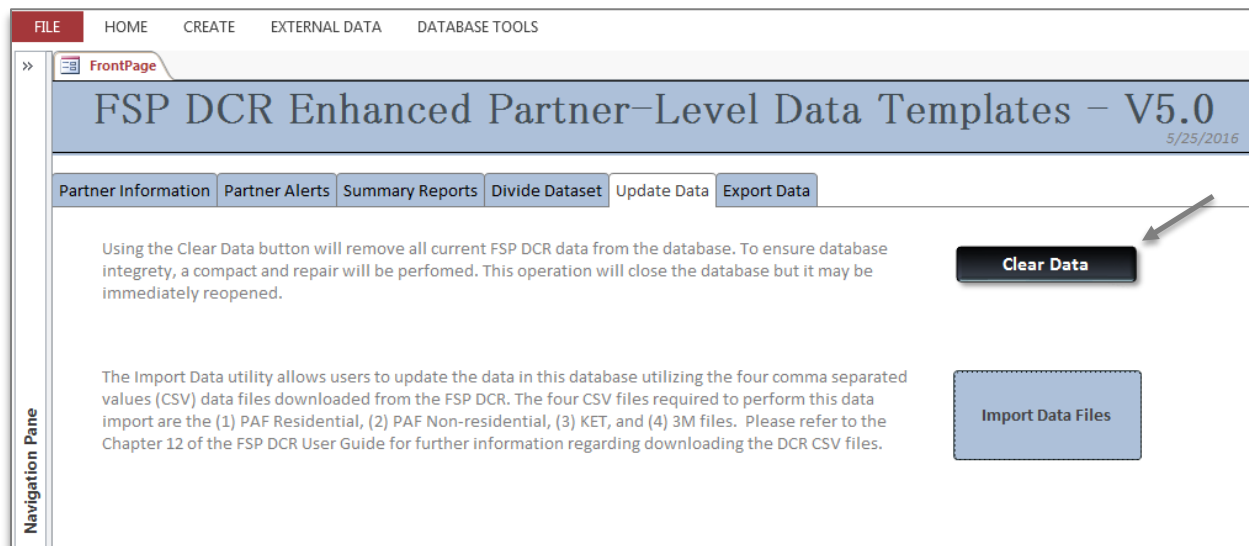 FILE HOME CREATE EXTERNAL DATA DATABASE TOOLS
» FrontPage
FSP DCR Enhanced Partner-Level Data Templates - V5.0
5/25/2016
Partner Information Partner Alerts Summary Reports Divide Dataset Update Data Export Data
Using the Clear Data button will remove all current FSP DCR data from the database. To ensure database
integrety, a compact and repair will be perfomed. This operation will close the database but it may be
immediately reopened.
Clear Data
The Import Data utility allows users to update the data in this database utilizing the four comma separated
values (CSV) data files downloaded from the FSP DCR. The four CSV files required to perform this data
import are the (1) PAF Residential, (2) PAF Non-residential, (3) KET, and (4) 3M files. Please refer to the
Chapter 12 of the FSP DCR User Guide for further information regarding downloading the DCR CSV files.
Import Data Files
Navigation Pane